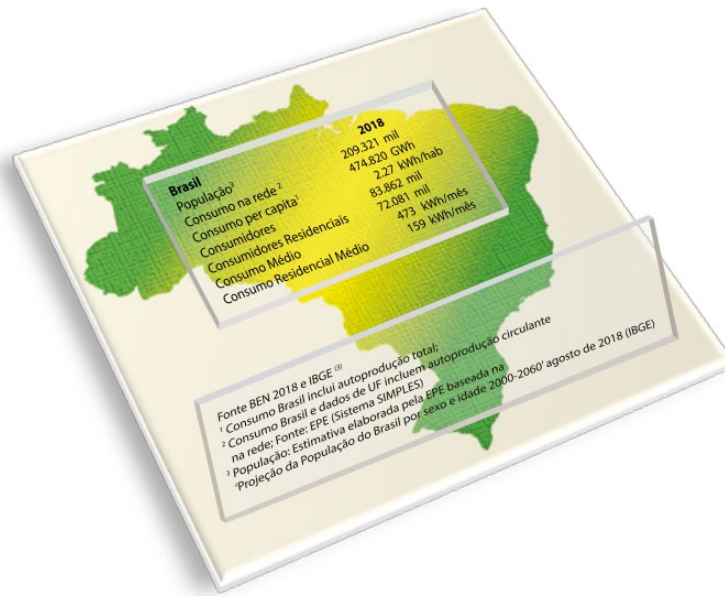 Brasil 2018
População³ 209.321 mil
Consumo na rede ² 474.820 GWh
Consumo per capita¹ 2.27 kWh/hab
Consumidores 83.862 mil
Consumidores Residenciais 72.081 mil
Consumo Médio 473 kWh/mês
Consumo Residencial Médio 159 kWh/mês
Fonte BEN 2018 e IBGE ⁽³⁾
¹ Consumo Brasil inclui autoprodução total;
² Consumo Brasil e dados de UF incluem autoprodução circulante
na rede; Fonte: EPE (Sistema SIMPLES)
³ População: Estimativa elaborada pela EPE baseada na
'Projeção da População do Brasil por sexo e idade 2000-2060' agosto de 2018 (IBGE)